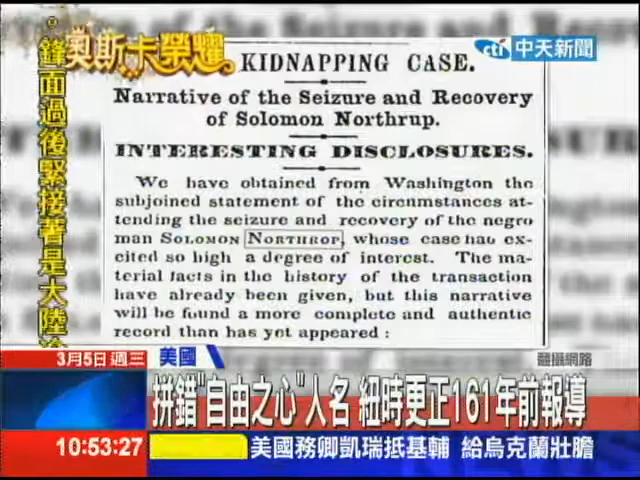 奧斯卡榮耀
cti 中天新聞
鋒面過後緊接著是大陸
KIDNAPPING CASE.
Narrative of the Seizure and Recovery
of Solomon Northrup.
INTERESTING DISCLOSURES.
We have obtained from Washington the
subjoined statement of the circumstances at-
tending the seizure and recovery of the negro
man SOLOMON NORTHROP, whose case has ex-
cited so high a degree of interest. The ma-
terial facts in the history of the transaction
have already been given, but this narrative
will be found a more complete and authentic
record than has yet appeared:
3月5日週三
美國
翻攝網路
拼錯"自由之心"人名 紐時更正161年前報導
10:53:27
美國務卿凱瑞抵基輔 給烏克蘭壯膽